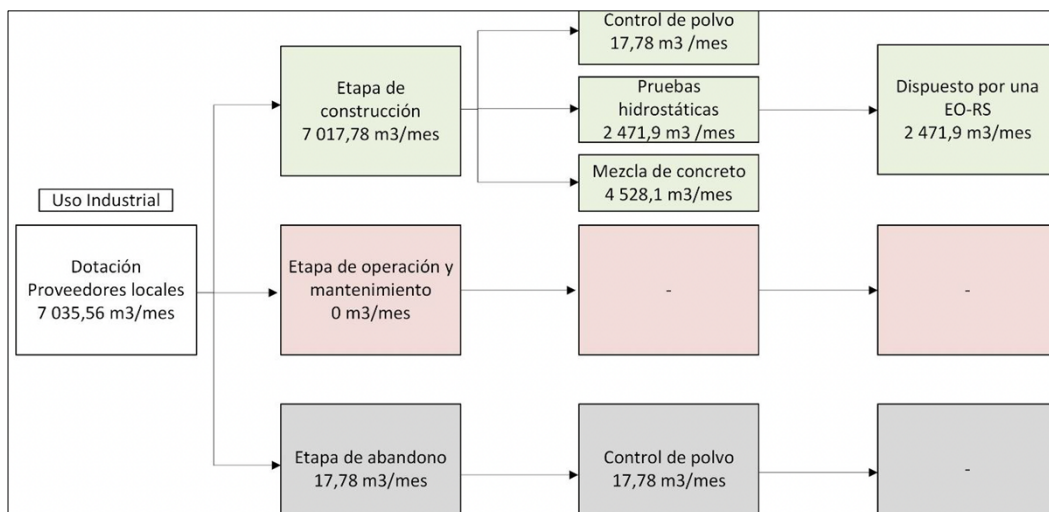 Control de polvo
17,78 m3 /mes
Etapa de
construcción
7 017,78 m3/mes
Pruebas
hidrostáticas
2 471,9 m3 /mes
Dispuesto por una
EO-RS
2 471,9 m3/mes
Mezcla de concreto
4 528,1 m3/mes
Uso Industrial
Dotación
Proveedores locales
7 035,56 m3/mes
Etapa de operación y
mantenimiento
0 m3/mes
-
-
Etapa de abandono
17,78 m3/mes
Control de polvo
17,78 m3/mes
-